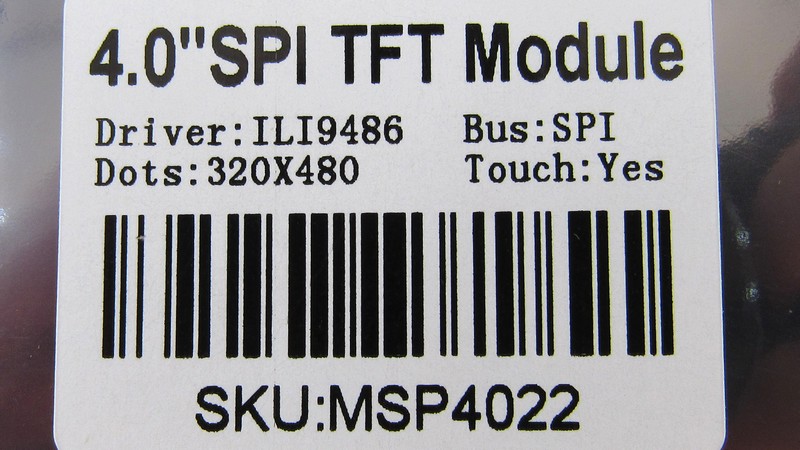 4.0"SPI TFT Module
Driver:ILI9486 Bus:SPI
Dots:320X480 Touch:Yes
SKU:MSP4022